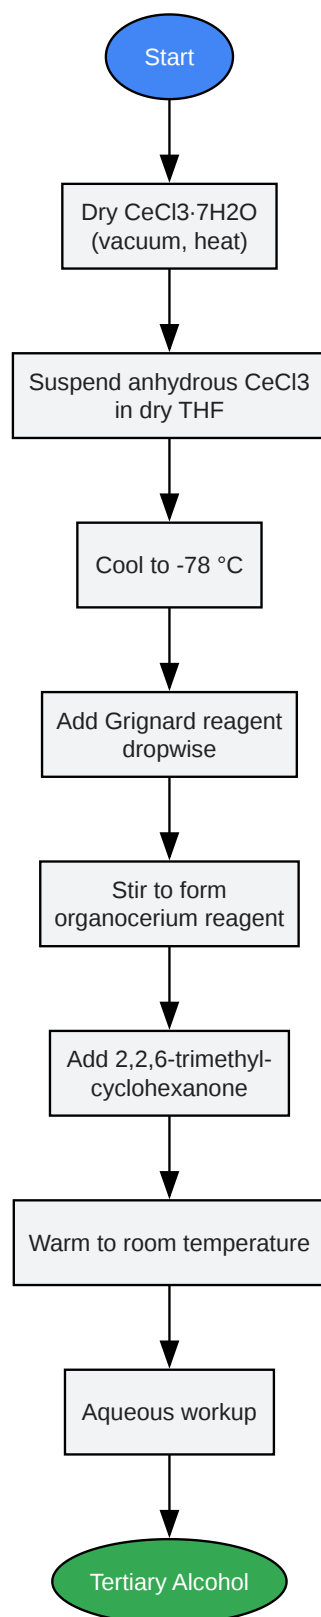 Start
Dry CeCl3·7H2O
(vacuum, heat)
Suspend anhydrous CeCl3
in dry THF
Cool to -78 °C
Add Grignard reagent
dropwise
Stir to form
organocerium reagent
Add 2,2,6-trimethyl-
cyclohexanone
Warm to room temperature
Aqueous workup
Tertiary Alcohol